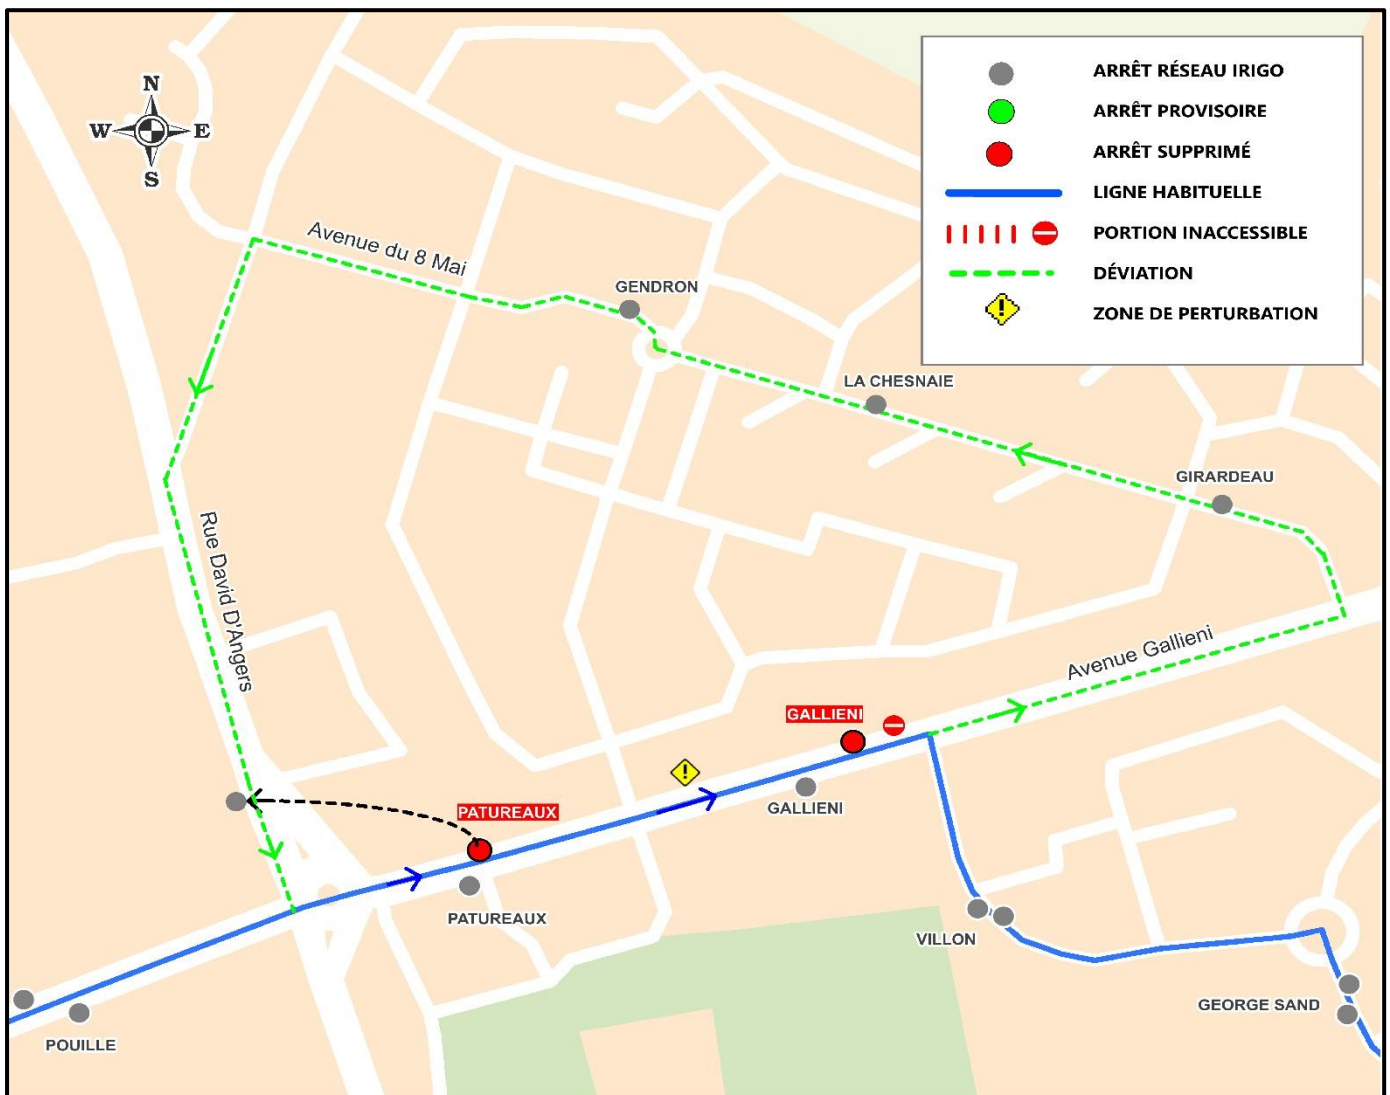 N
W E
S
ARRÊT RÉSEAU IRIGO
ARRÊT PROVISOIRE
ARRÊT SUPPRIMÉ
LIGNE HABITUELLE
PORTION INACCESSIBLE
DÉVIATION
! ZONE DE PERTURBATION
Avenue du 8 Mai
GENDRON
LA CHESNAIE
GIRARDEAU
Rue David D'Angers
Avenue Gallieni
GALLIENI
!
GALLIENI
PATUREAUX
PATUREAUX
VILLON
GEORGE SAND
POUILLE